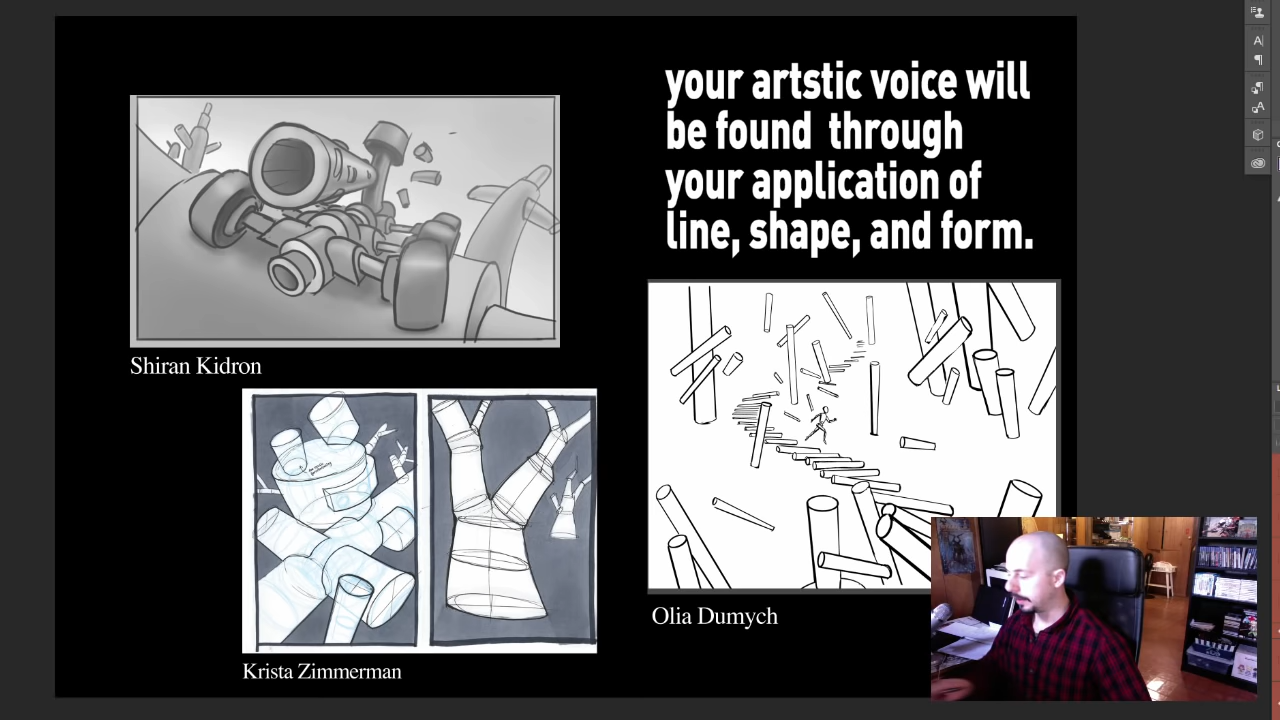 your artstic voice will
be found through
your application of
line, shape, and form.
Shiran Kidron
Olia Dumych
Krista Zimmerman